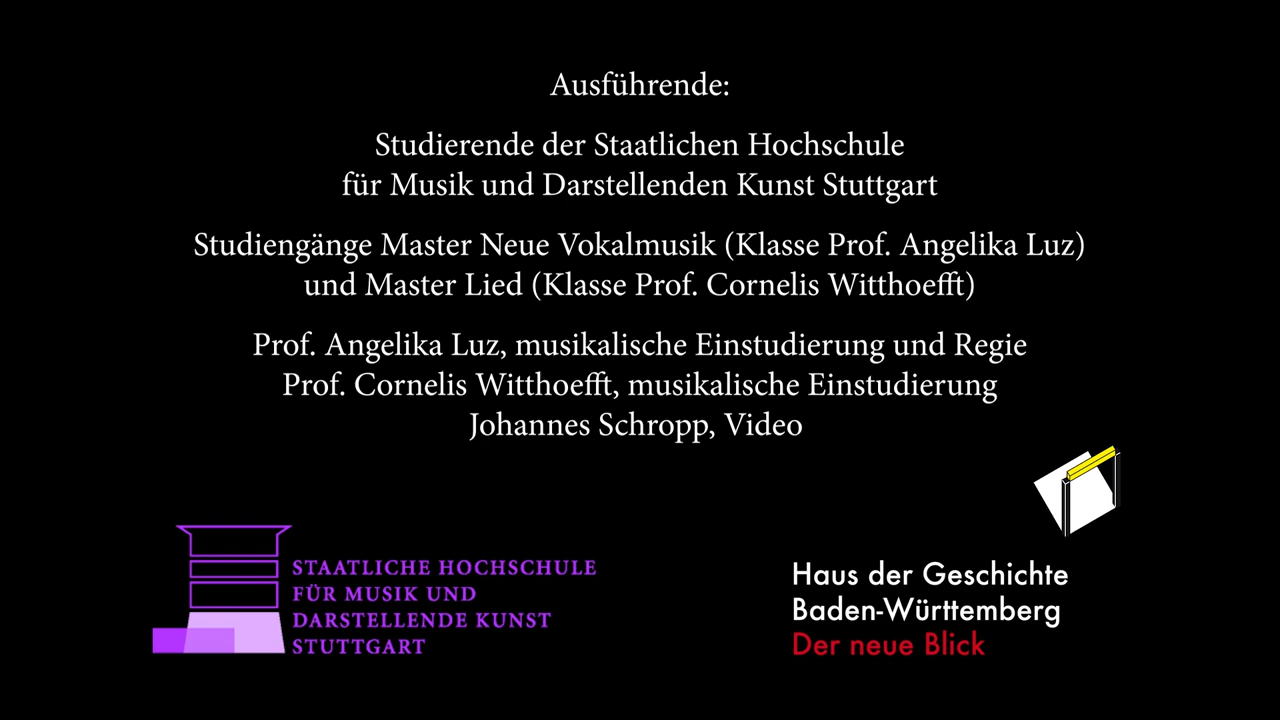 Ausführende:
Studierende der Staatlichen Hochschule
für Musik und Darstellenden Kunst Stuttgart
Studiengänge Master Neue Vokalmusik (Klasse Prof. Angelika Luz)
und Master Lied (Klasse Prof. Cornelis Witthoefft)
Prof. Angelika Luz, musikalische Einstudierung und Regie
Prof. Cornelis Witthoefft, musikalische Einstudierung
Johannes Schropp, Video
STAATLICHE HOCHSCHULE
FÜR MUSIK UND
DARSTELLENDE KUNST
STUTTGART
Haus der Geschichte
Baden-Württemberg
Der neue Blick